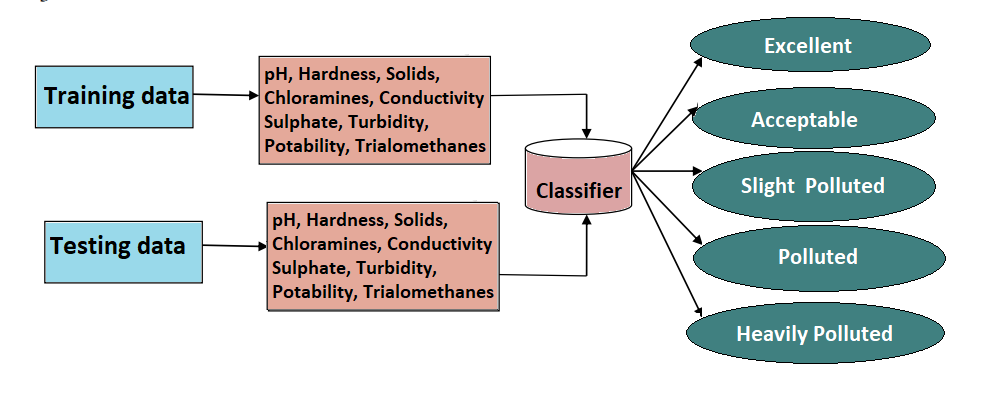 Training data
pH, Hardness, Solids,
Chloramines, Conductivity
Sulphate, Turbidity,
Potability, Trialomethanes
Testing data
pH, Hardness, Solids,
Chloramines, Conductivity
Sulphate, Turbidity,
Potability, Trialomethanes
Classifier
Excellent
Acceptable
Slight Polluted
Polluted
Heavily Polluted